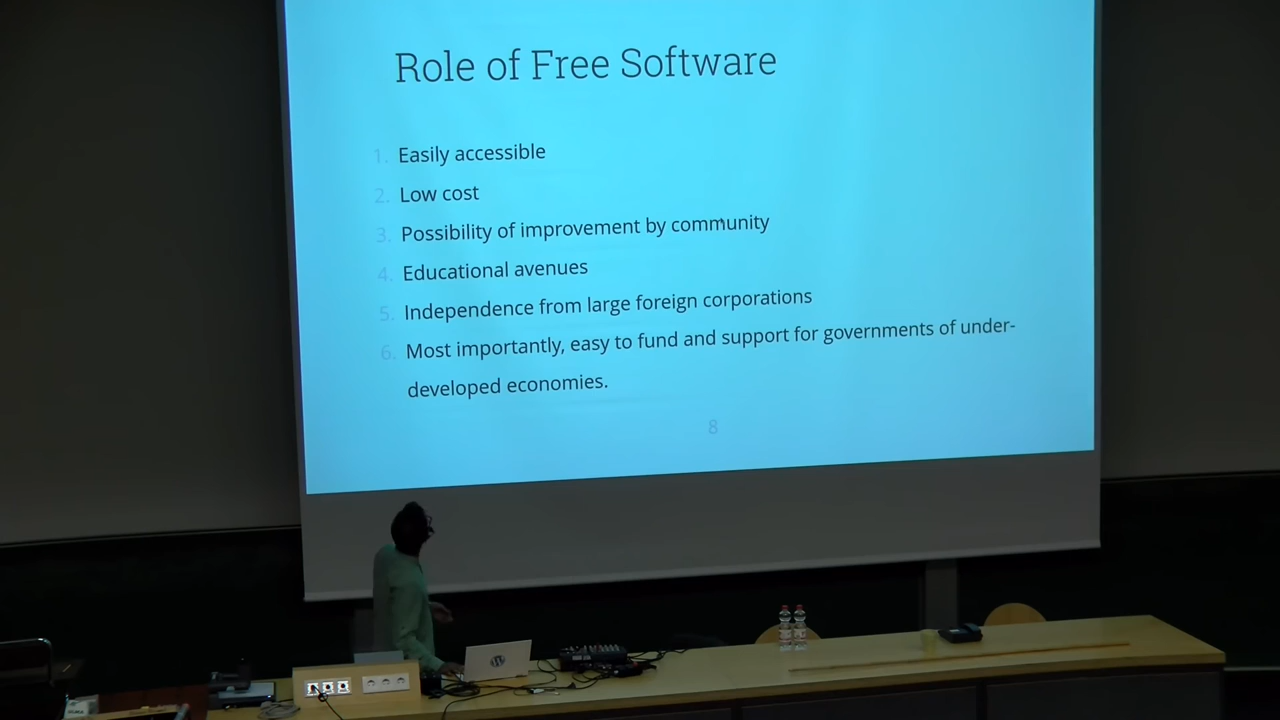 Role of Free Software
1. Easily accessible
2. Low cost
3. Possibility of improvement by community
4. Educational avenues
5. Independence from large foreign corporations
6. Most importantly, easy to fund and support for governments of under-
developed economies.
8